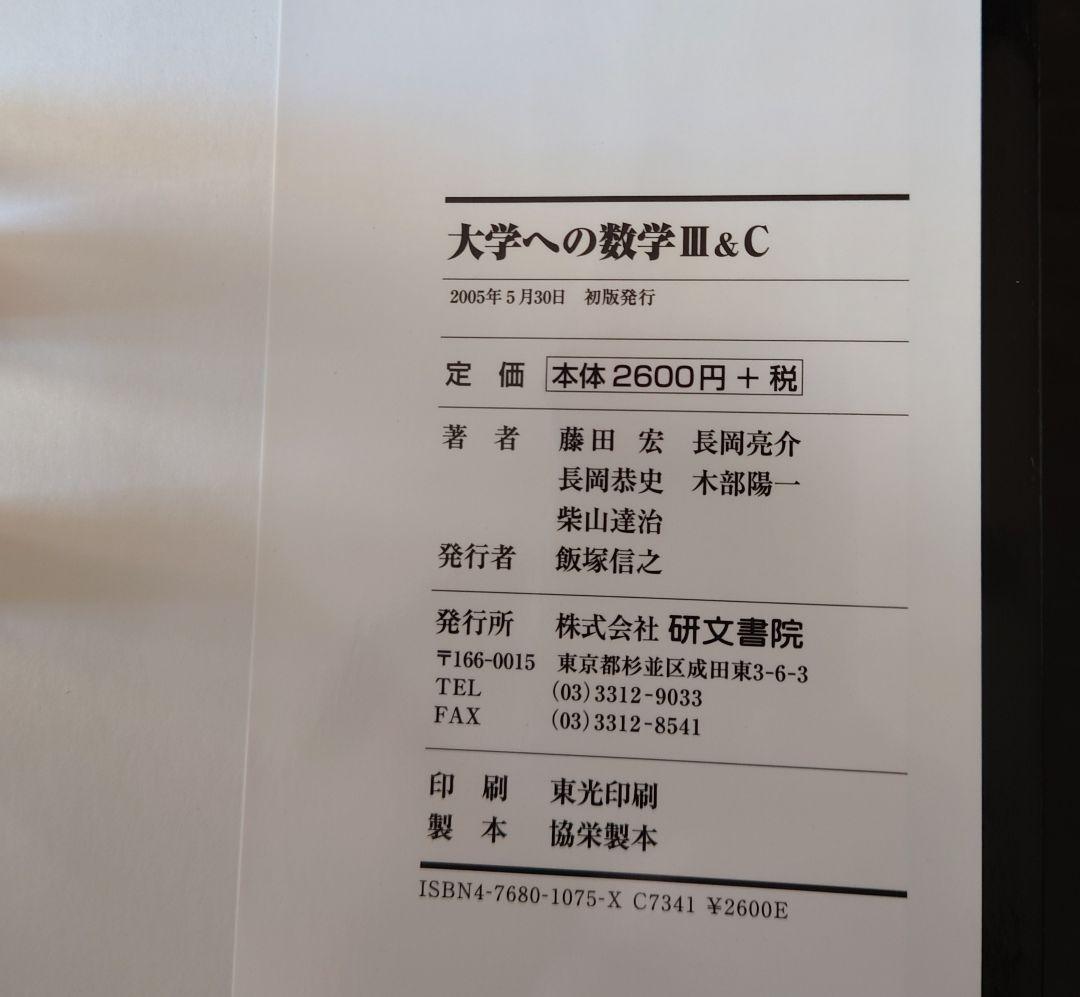 大学への数学Ⅲ&C
2005年5月30日　初版発行
定　価　本体2600円+税
著　者　藤田　宏　長岡亮介
長岡恭史　木部陽一
柴山達治
発行者　飯塚信之
発行所　株式会社 研文書院
〒166-0015　東京都杉並区成田東3-6-3
TEL　(03)3312-9033
FAX　(03)3312-8541
印　刷　東光印刷
製　本　協栄製本
ISBN4-7680-1075-X C7341 ¥2600E